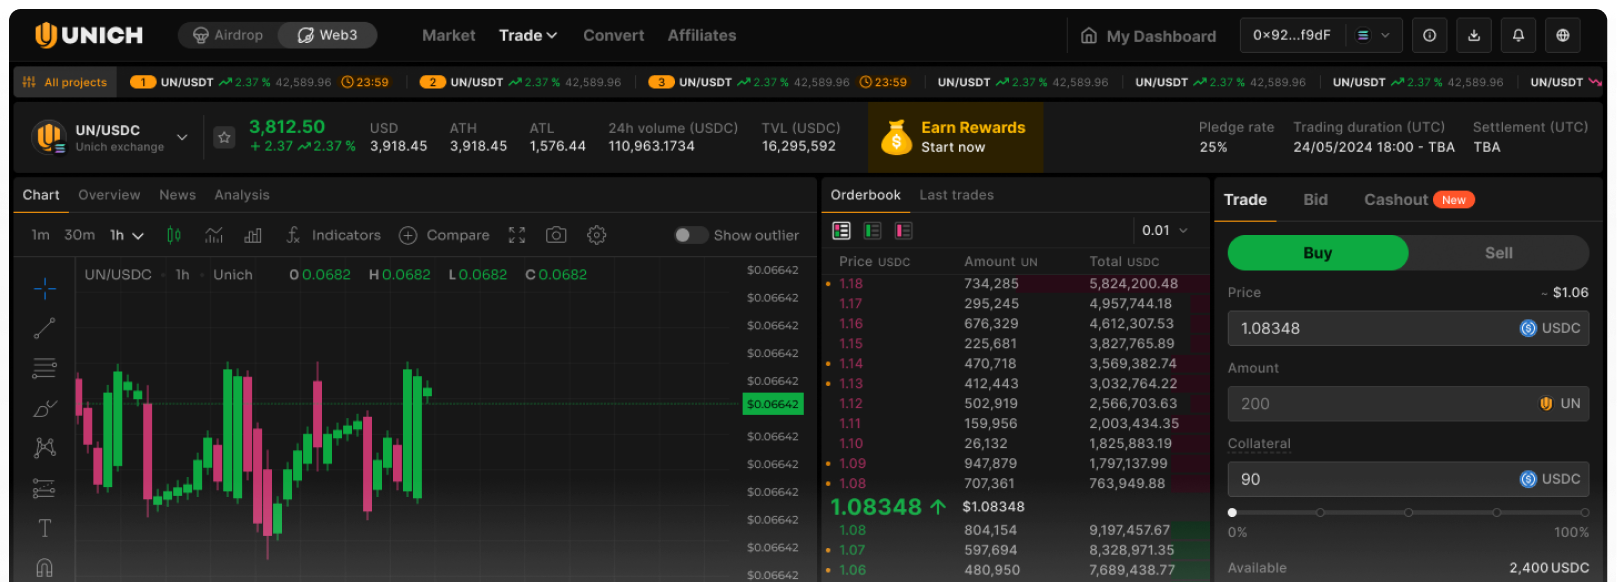 UNICH Airdrop Web3 Market Trade Convert Affiliates My Dashboard 0x92...f9dF
All projects 1 UN/USDT 2.37 % 42,589.96 23:59 2 UN/USDT 2.37 % 42,589.96 3 UN/USDT 2.37 % 42,589.96 23:59 UN/USDT 2.37 % 42,589.96 UN/USDT 2.37 % 42,589.96 UN/USDT 2.37 % 42,589.96 UN/USDT
UN/USDC
Unich exchange
3,812.50
+ 2.37 2.37 %
USD
3,918.45
ATH
3,918.45
ATL
1,576.44
24h volume (USDC)
110,963.1734
TVL (USDC)
16,295,592
Earn Rewards
Start now
Pledge rate
25%
Trading duration (UTC)
24/05/2024 18:00 - TBA
Settlement (UTC)
TBA
Chart Overview News Analysis
1m 30m 1h Indicators Compare Show outlier
UN/USDC · 1h · Unich O 0.0682 H 0.0682 L 0.0682 C 0.0682
$0.06642
$0.06642
$0.06642
$0.06642
$0.06642
$0.06642
$0.06642
$0.06642
$0.06642
$0.06642
$0.06642
$0.06642
Orderbook Last trades
0.01
Price USDC Amount UN Total USDC
1.18 734,285 5,824,200.48
1.17 295,245 4,957,744.18
1.16 676,329 4,612,307.53
1.15 225,681 3,827,765.89
1.14 470,718 3,569,382.74
1.13 412,443 3,032,764.22
1.12 502,919 2,566,703.63
1.11 159,956 2,003,434.35
1.10 26,132 1,825,883.19
1.09 947,879 1,797,137.99
1.08 707,361 763,949.88
1.08348 $1.08348
1.08 804,154 9,197,457.67
1.07 597,694 8,328,971.35
1.06 480,950 7,689,438.77
Trade Bid Cashout New
Buy Sell
Price ~ $1.06
1.08348 USDC
Amount
200 UN
Collateral
90 USDC
0% 100%
Available 2,400 USDC